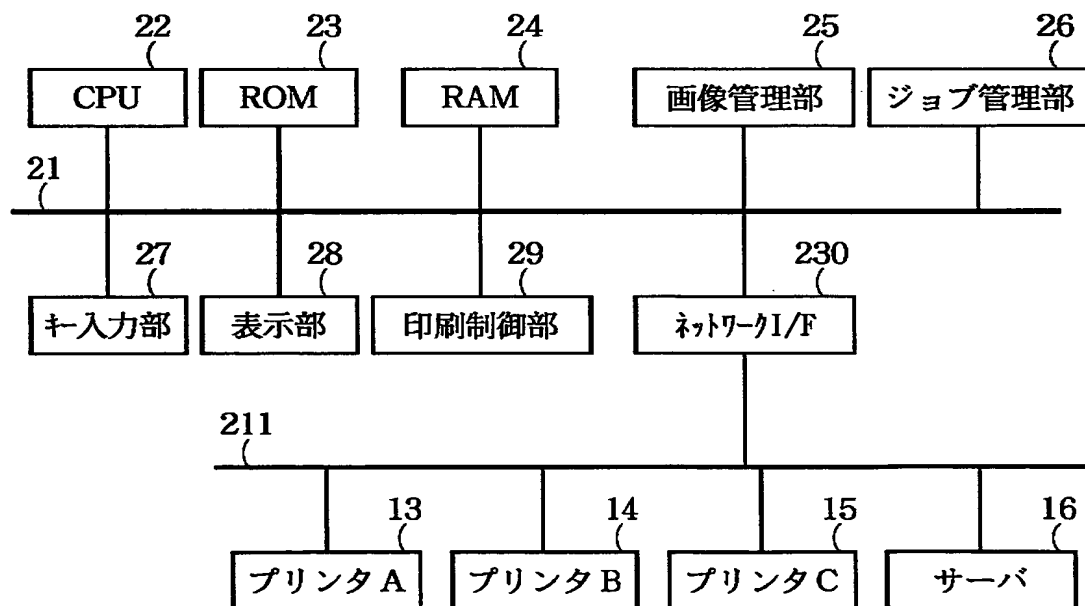 22 23 24 25 26
CPU ROM RAM 画像管理部 ジョブ管理部
21
27 28 29 230
ｷｰ入力部 表示部 印刷制御部 ﾈｯﾄﾜｰｸI/F
211
13 14 15 16
プリンタA プリンタB プリンタC サーバ